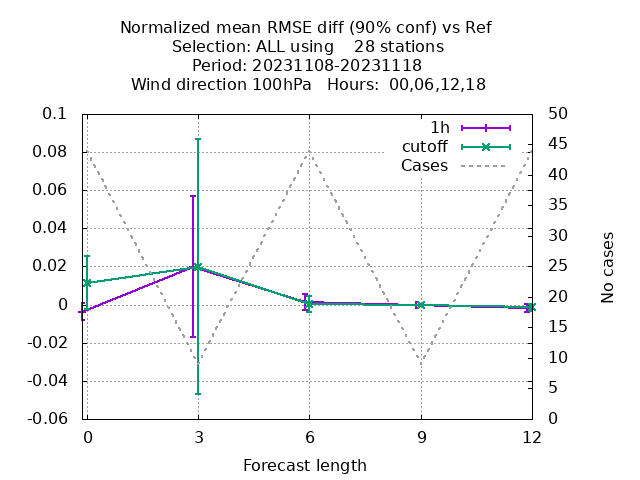 Normalized mean RMSE diff (90% conf) vs Ref
Selection: ALL using    28 stations
Period: 20231108-20231118
Wind direction 100hPa   Hours:  00,06,12,18
1h
cutoff
Cases
0.1
0.08
0.06
0.04
0.02
0
-0.02
-0.04
-0.06
50
45
40
35
30
25
20
15
10
5
0
No cases
0
3
6
9
12
Forecast length